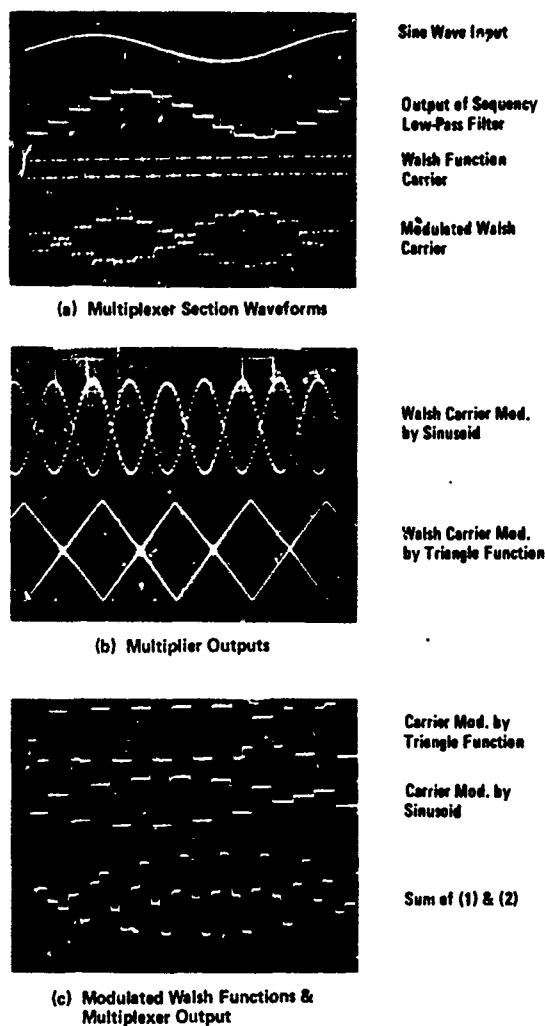 Sine Wave Input
Output of Sequency
Low-Pass Filter
Walsh Function
Carrier
Modulated Walsh
Carrier
(a) Multiplexer Section Waveforms
Walsh Carrier Mod.
by Sinusoid
Walsh Carrier Mod.
by Triangle Function
(b) Multiplier Outputs
Carrier Mod. by
Triangle Function
Carrier Mod. by
Sinusoid
Sum of (1) & (2)
(c) Modulated Walsh Functions &
Multiplexer Output